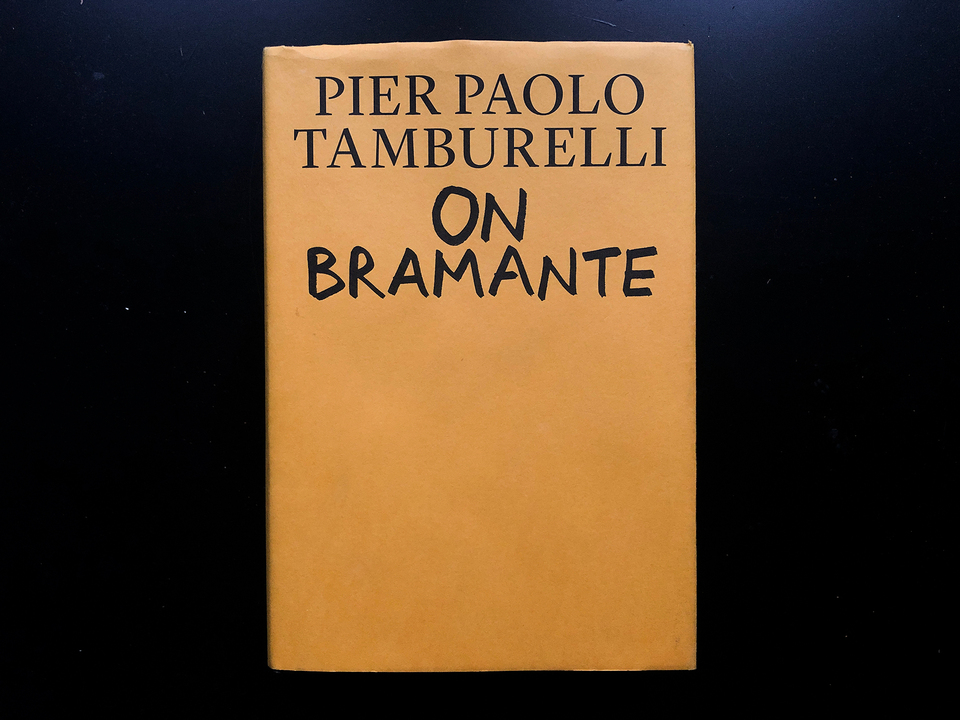 PIER PAOLO
TAMBURELLI
ON
BRAMANTE